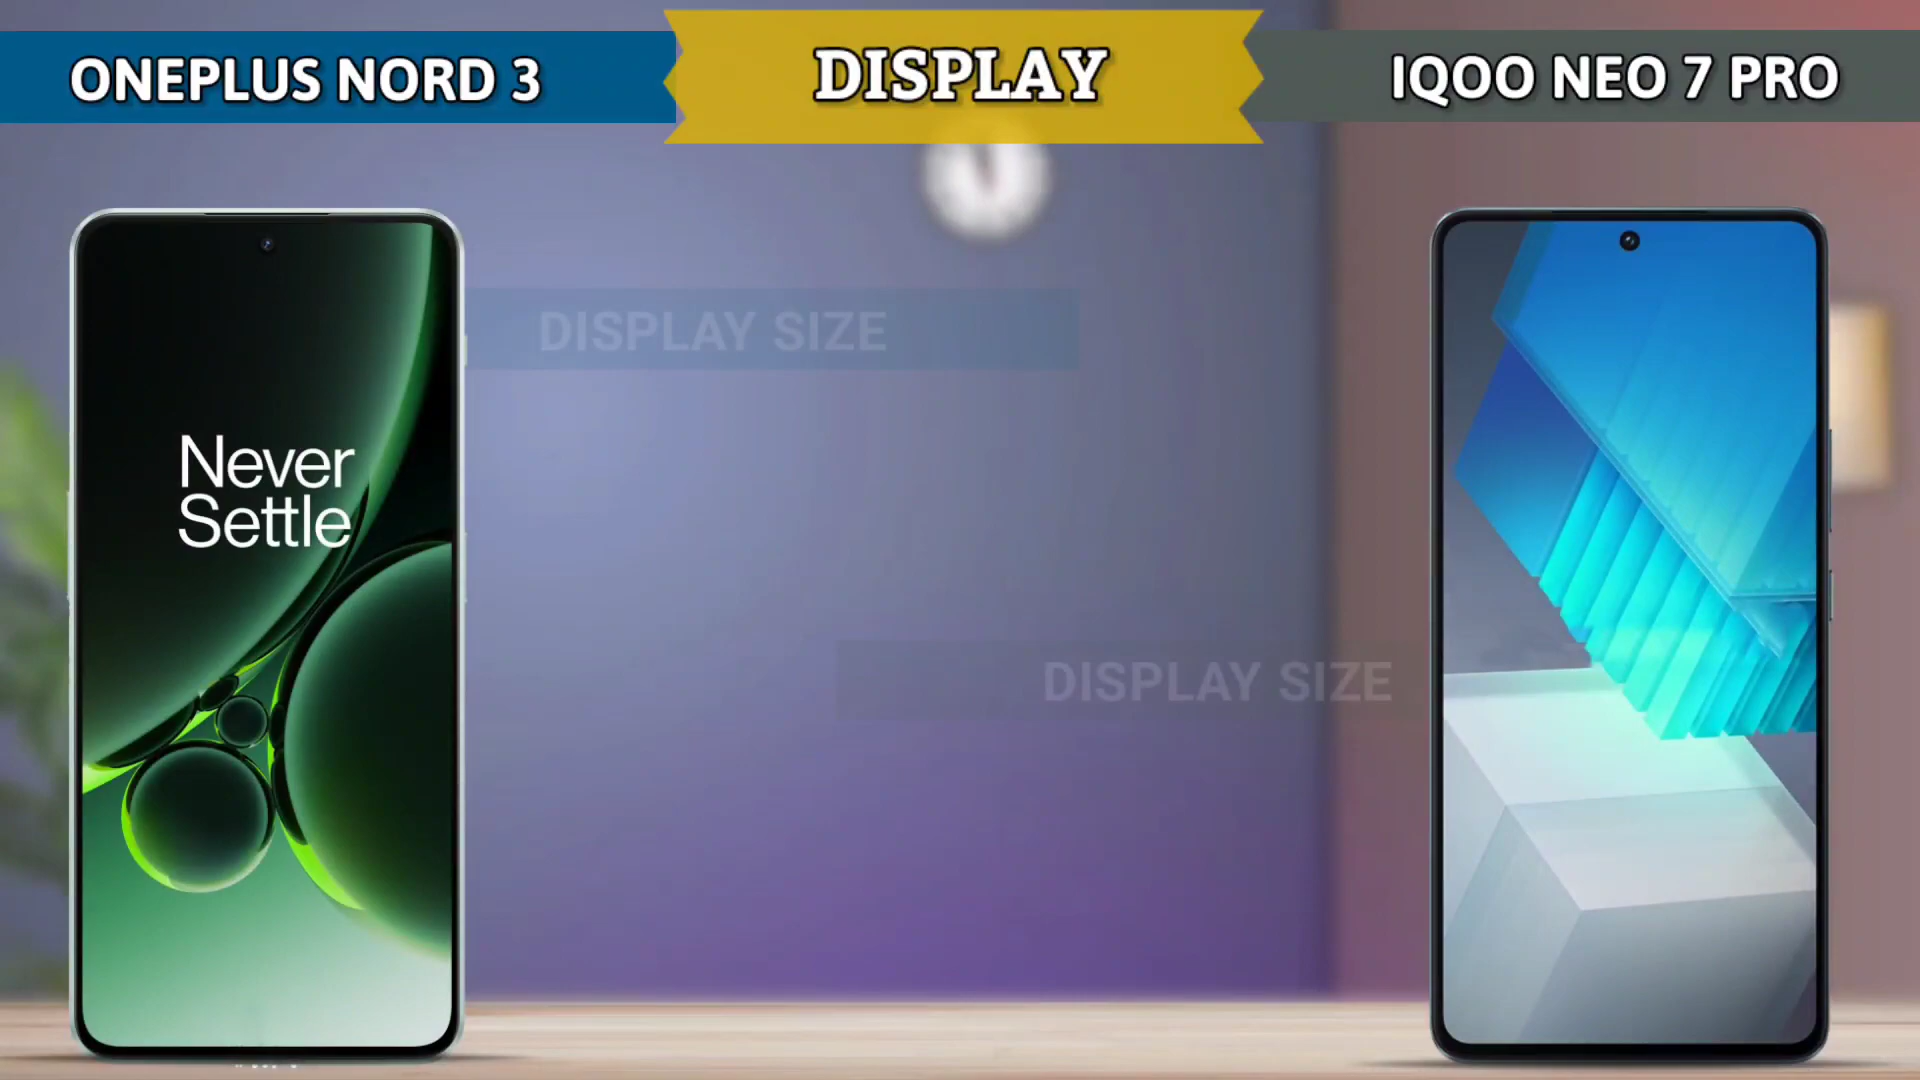 ONEPLUS NORD 3
DISPLAY
IQOO NEO 7 PRO
DISPLAY SIZE
Never
Settle
DISPLAY SIZE